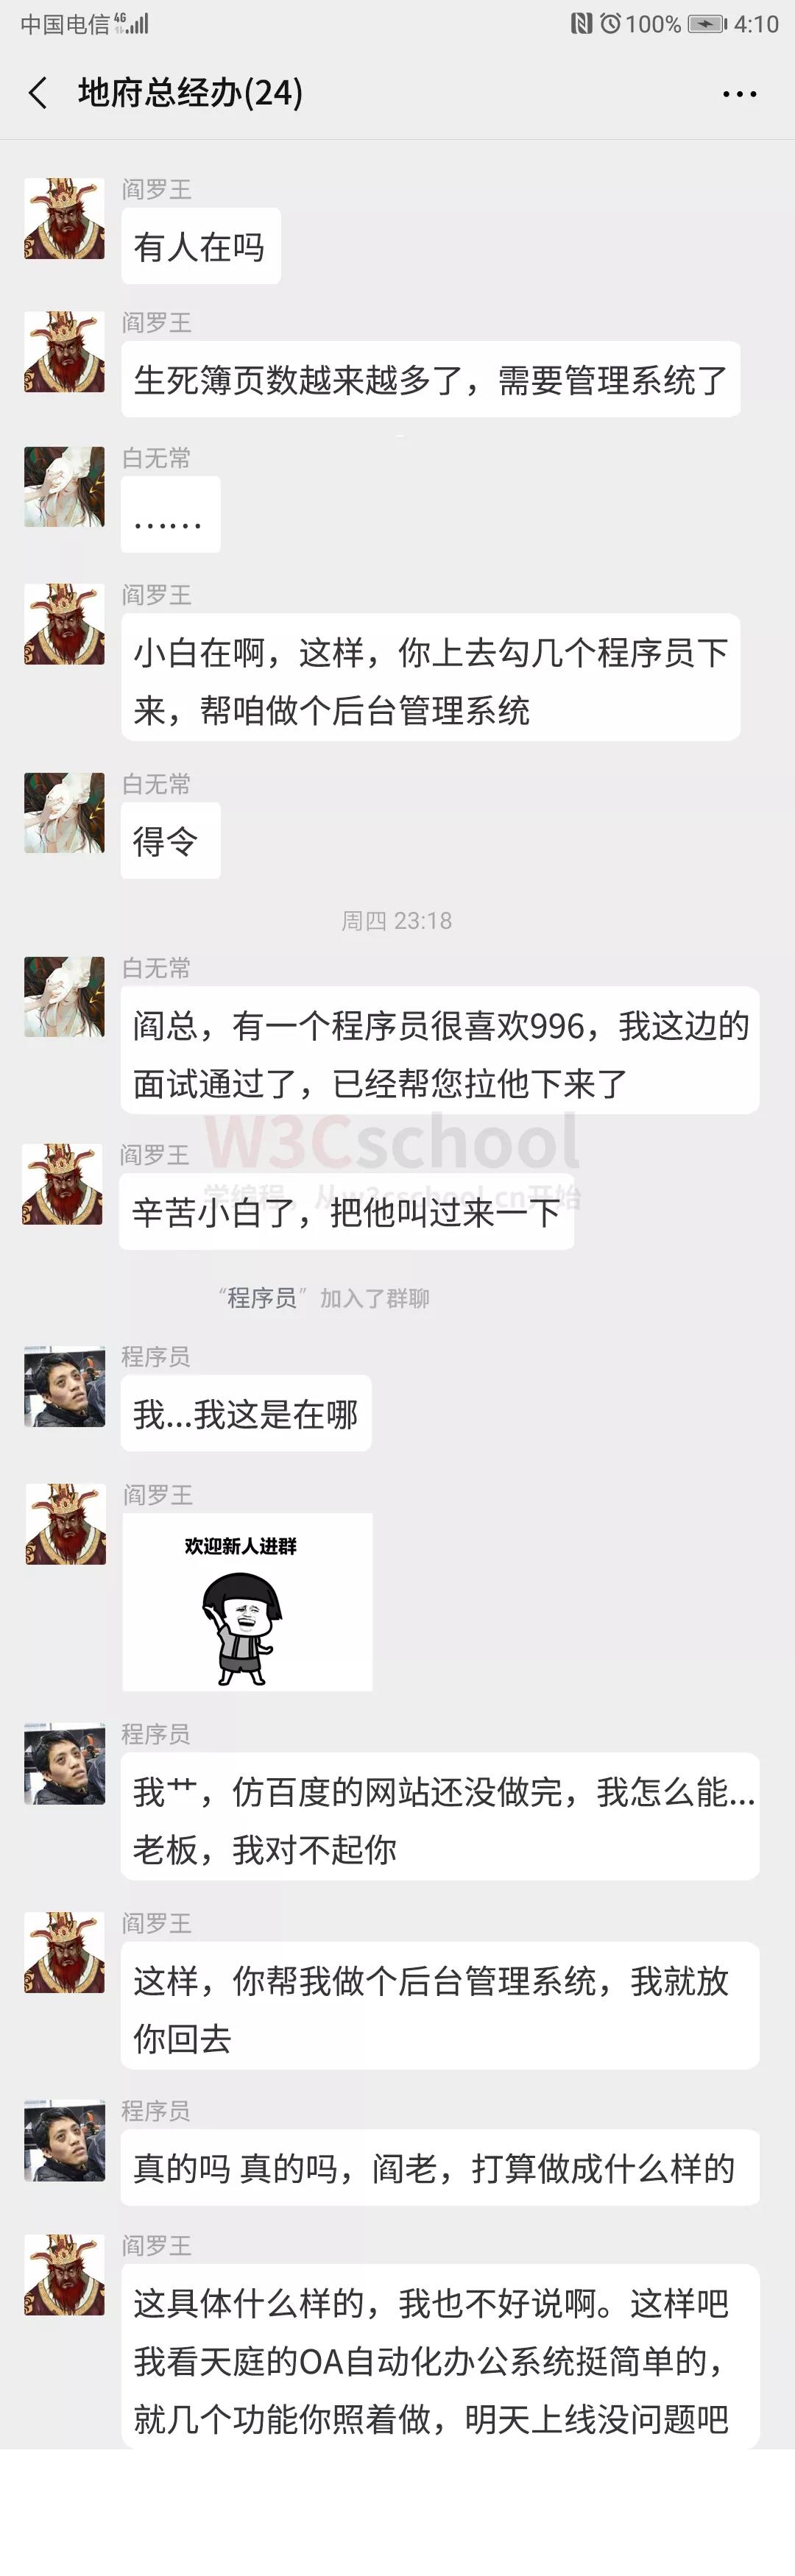 中国电信 4G 100% 4:10
地府总经办(24)
阎罗王
有人在吗
阎罗王
生死簿页数越来越多了，需要管理系统了
白无常
……
阎罗王
小白在啊，这样，你上去勾几个程序员下
来，帮咱做个后台管理系统
白无常
得令
周四 23:18
白无常
阎总，有一个程序员很喜欢996，我这边的
面试通过了，已经帮您拉他下来了
W3Cschool
学编程，从w3cschool.cn开始
阎罗王
辛苦小白了，把他叫过来一下
“程序员”加入了群聊
程序员
我...我这是在哪
阎罗王
欢迎新人进群
程序员
我艹，仿百度的网站还没做完，我怎么能...
老板，我对不起你
阎罗王
这样，你帮我做个后台管理系统，我就放
你回去
程序员
真的吗 真的吗，阎老，打算做成什么样的
阎罗王
这具体什么样的，我也不好说啊。这样吧
我看天庭的OA自动化办公系统挺简单的，
就几个功能你照着做，明天上线没问题吧